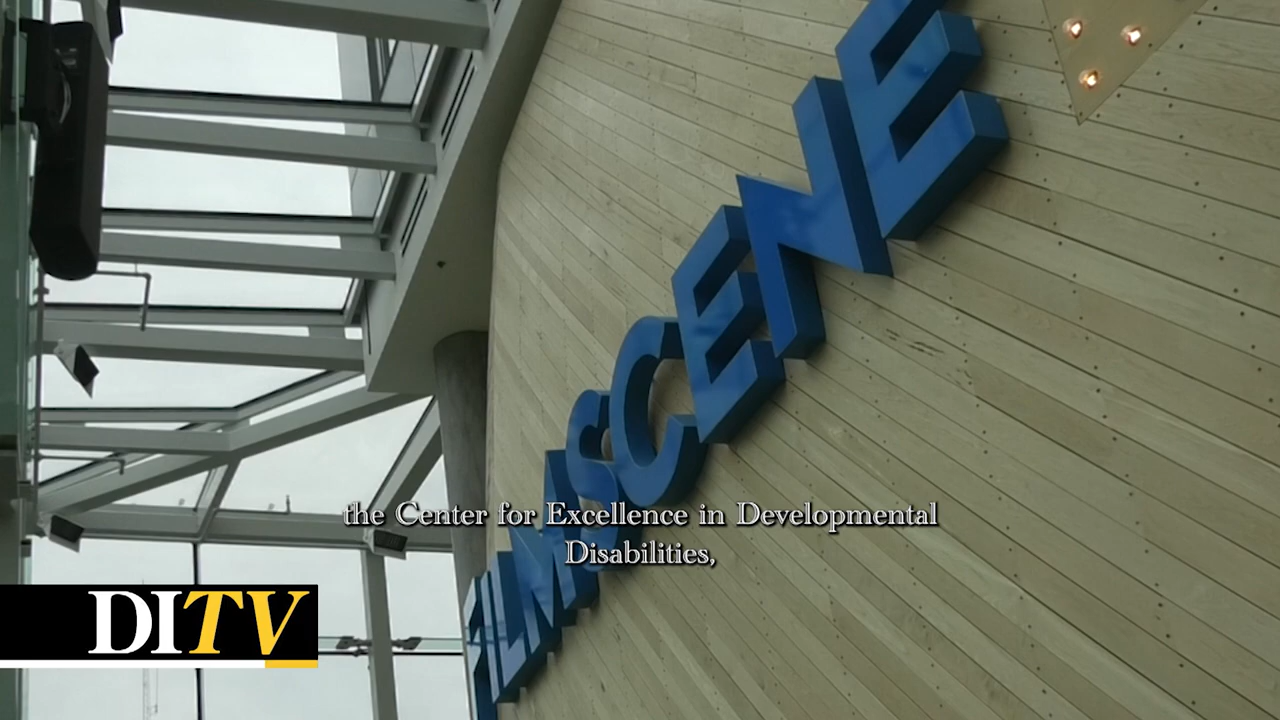 FILMSCENE
the Center for Excellence in Developmental
Disabilities,
DITV